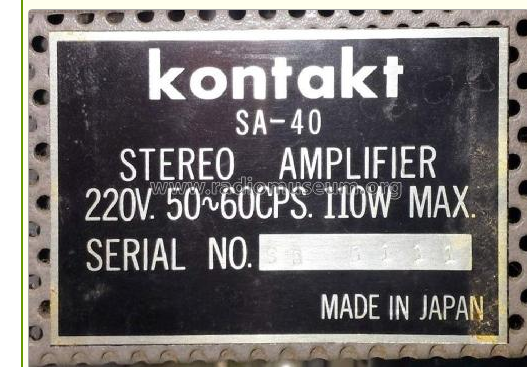 kontakt
SA-40
STEREO AMPLIFIER
www.radiomuseum.org
220V. 50~60CPS. 110W MAX.
SERIAL NO.
MADE IN JAPAN